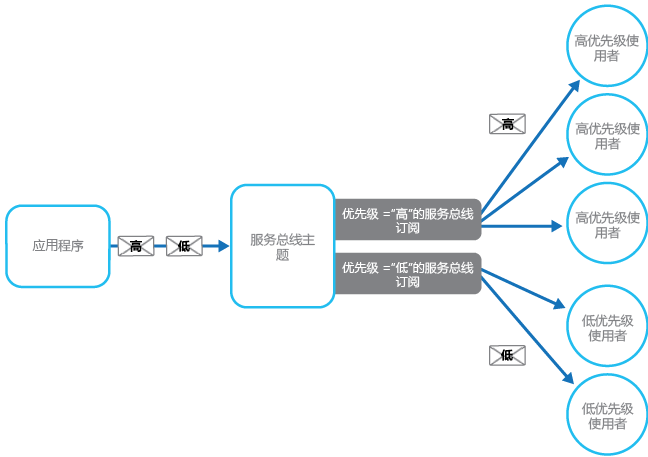 高优先级使
用者
高
高优先级使
用者
优先级 =“高”的服务总线
订阅
高优先级使
用者
应用程序
高
低
服务总线主
题
优先级 =“低”的服务总线
订阅
低优先级
使用者
低
低优先级
使用者